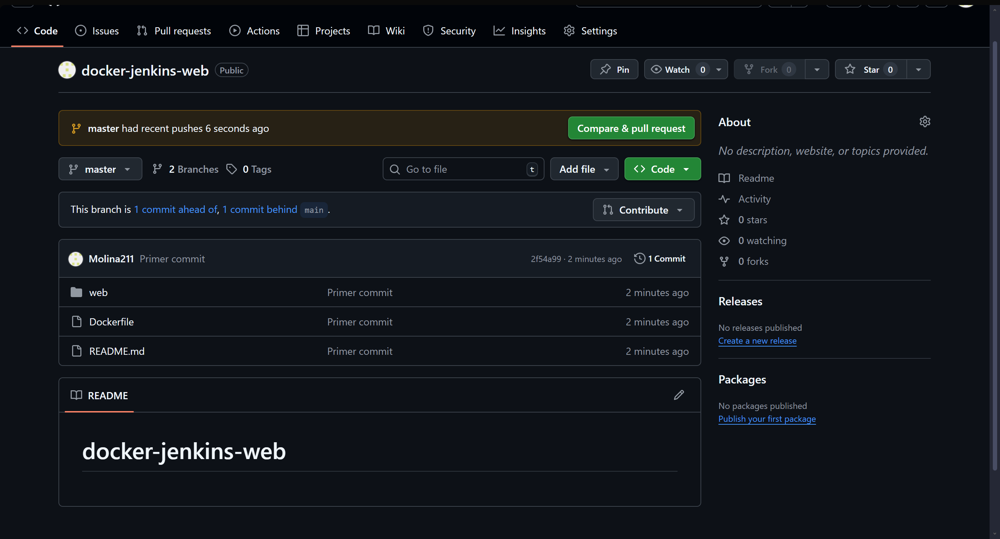 Code Issues Pull requests Actions Projects Wiki Security Insights Settings
docker-jenkins-web Public Pin Watch 0 Fork 0 Star 0
master had recent pushes 6 seconds ago Compare & pull request
master 2 Branches 0 Tags Go to file t Add file Code
This branch is 1 commit ahead of, 1 commit behind main . Contribute
Molina211 Primer commit 2f54a99 · 2 minutes ago 1 Commit
web Primer commit 2 minutes ago
Dockerfile Primer commit 2 minutes ago
README.md Primer commit 2 minutes ago
README
docker-jenkins-web
About
No description, website, or topics provided.
Readme
Activity
0 stars
0 watching
0 forks
Releases
No releases published
Create a new release
Packages
No packages published
Publish your first package